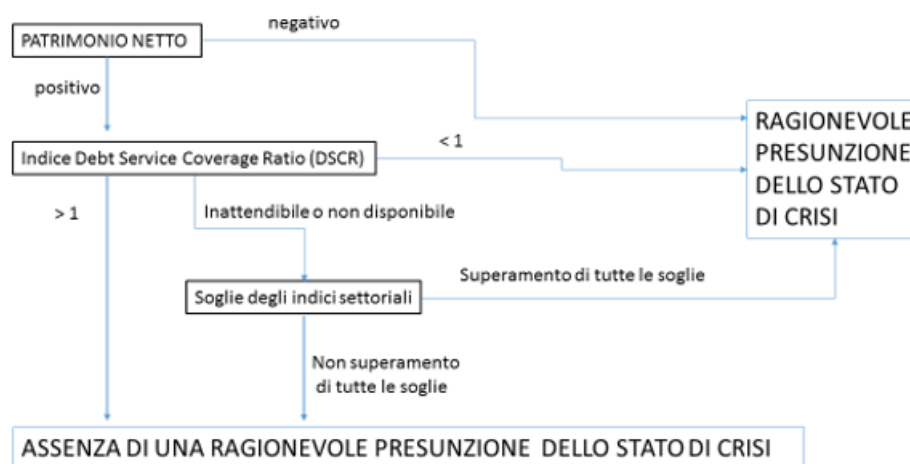 negativo
PATRIMONIO NETTO
positivo
RAGIONEVOLE
PRESUNZIONE
DELLO STATO
DI CRISI
< 1
Indice Debt Service Coverage Ratio (DSCR)
> 1
Inattendibile o non disponibile
Superamento di tutte le soglie
Soglie degli indici settoriali
Non superamento
di tutte le soglie
ASSENZA DI UNA RAGIONEVOLE PRESUNZIONE DELLO STATO DI CRISI